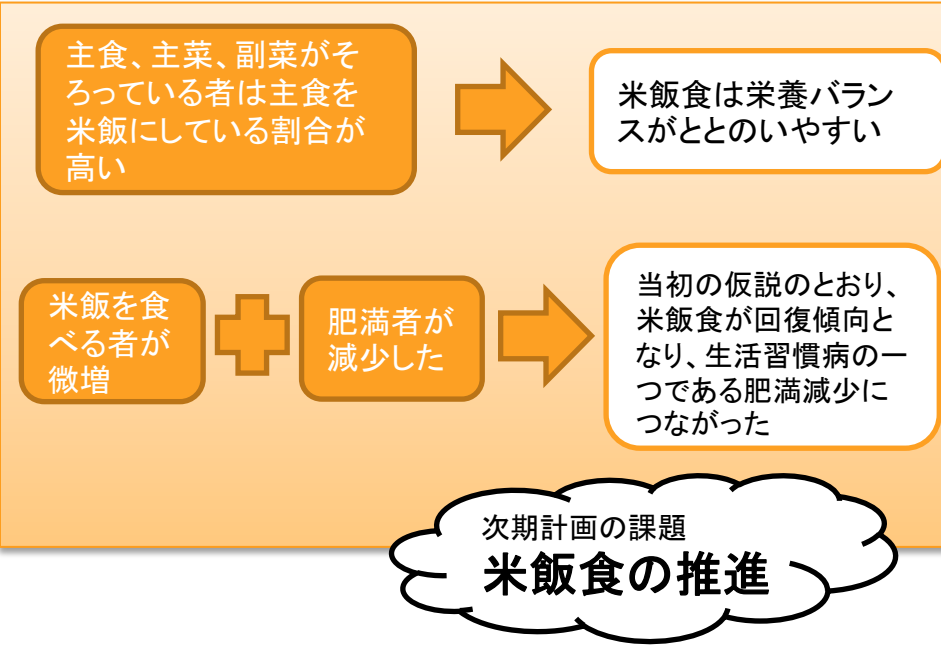 主食、主菜、副菜がそ
ろっている者は主食を
米飯にしている割合が
高い
米飯食は栄養バラン
スがととのいやすい
米飯を食
べる者が
微増
肥満者が
減少した
当初の仮説のとおり、
米飯食が回復傾向と
なり、生活習慣病の一
つである肥満減少に
つながった
次期計画の課題
米飯食の推進